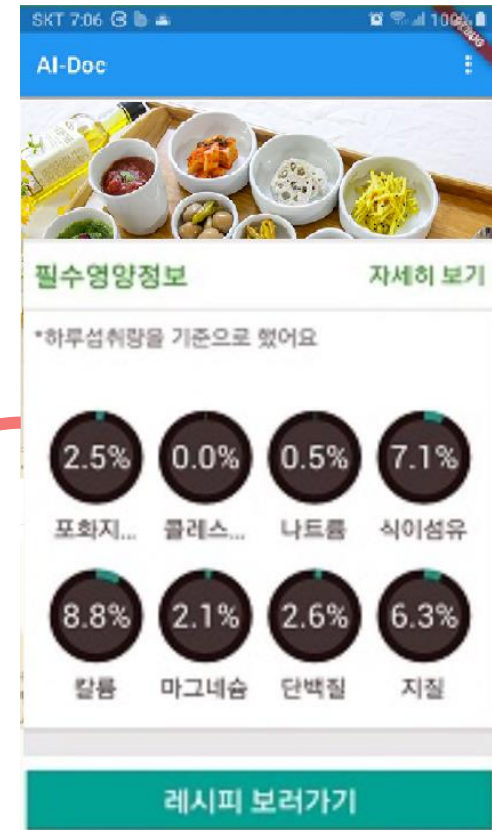 SKT 7:06
100%
AI-Doc
필수영양정보 자세히 보기
*하루섭취량을 기준으로 했어요
2.5% 0.0% 0.5% 7.1%
포화지... 콜레스... 나트륨 식이섬유
8.8% 2.1% 2.6% 6.3%
칼륨 마그네슘 단백질 지질
레시피 보러가기